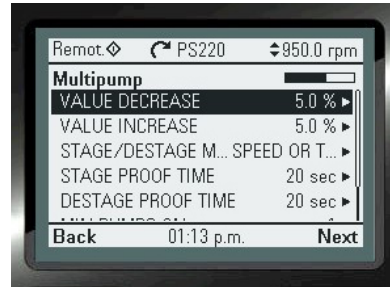 Remot. PS220 950.0 rpm
Multipump
VALUE DECREASE 5.0 %
VALUE INCREASE 5.0 %
STAGE/DESTAGE M... SPEED OR T...
STAGE PROOF TIME 20 sec
DESTAGE PROOF TIME 20 sec
Back 01:13 p.m. Next